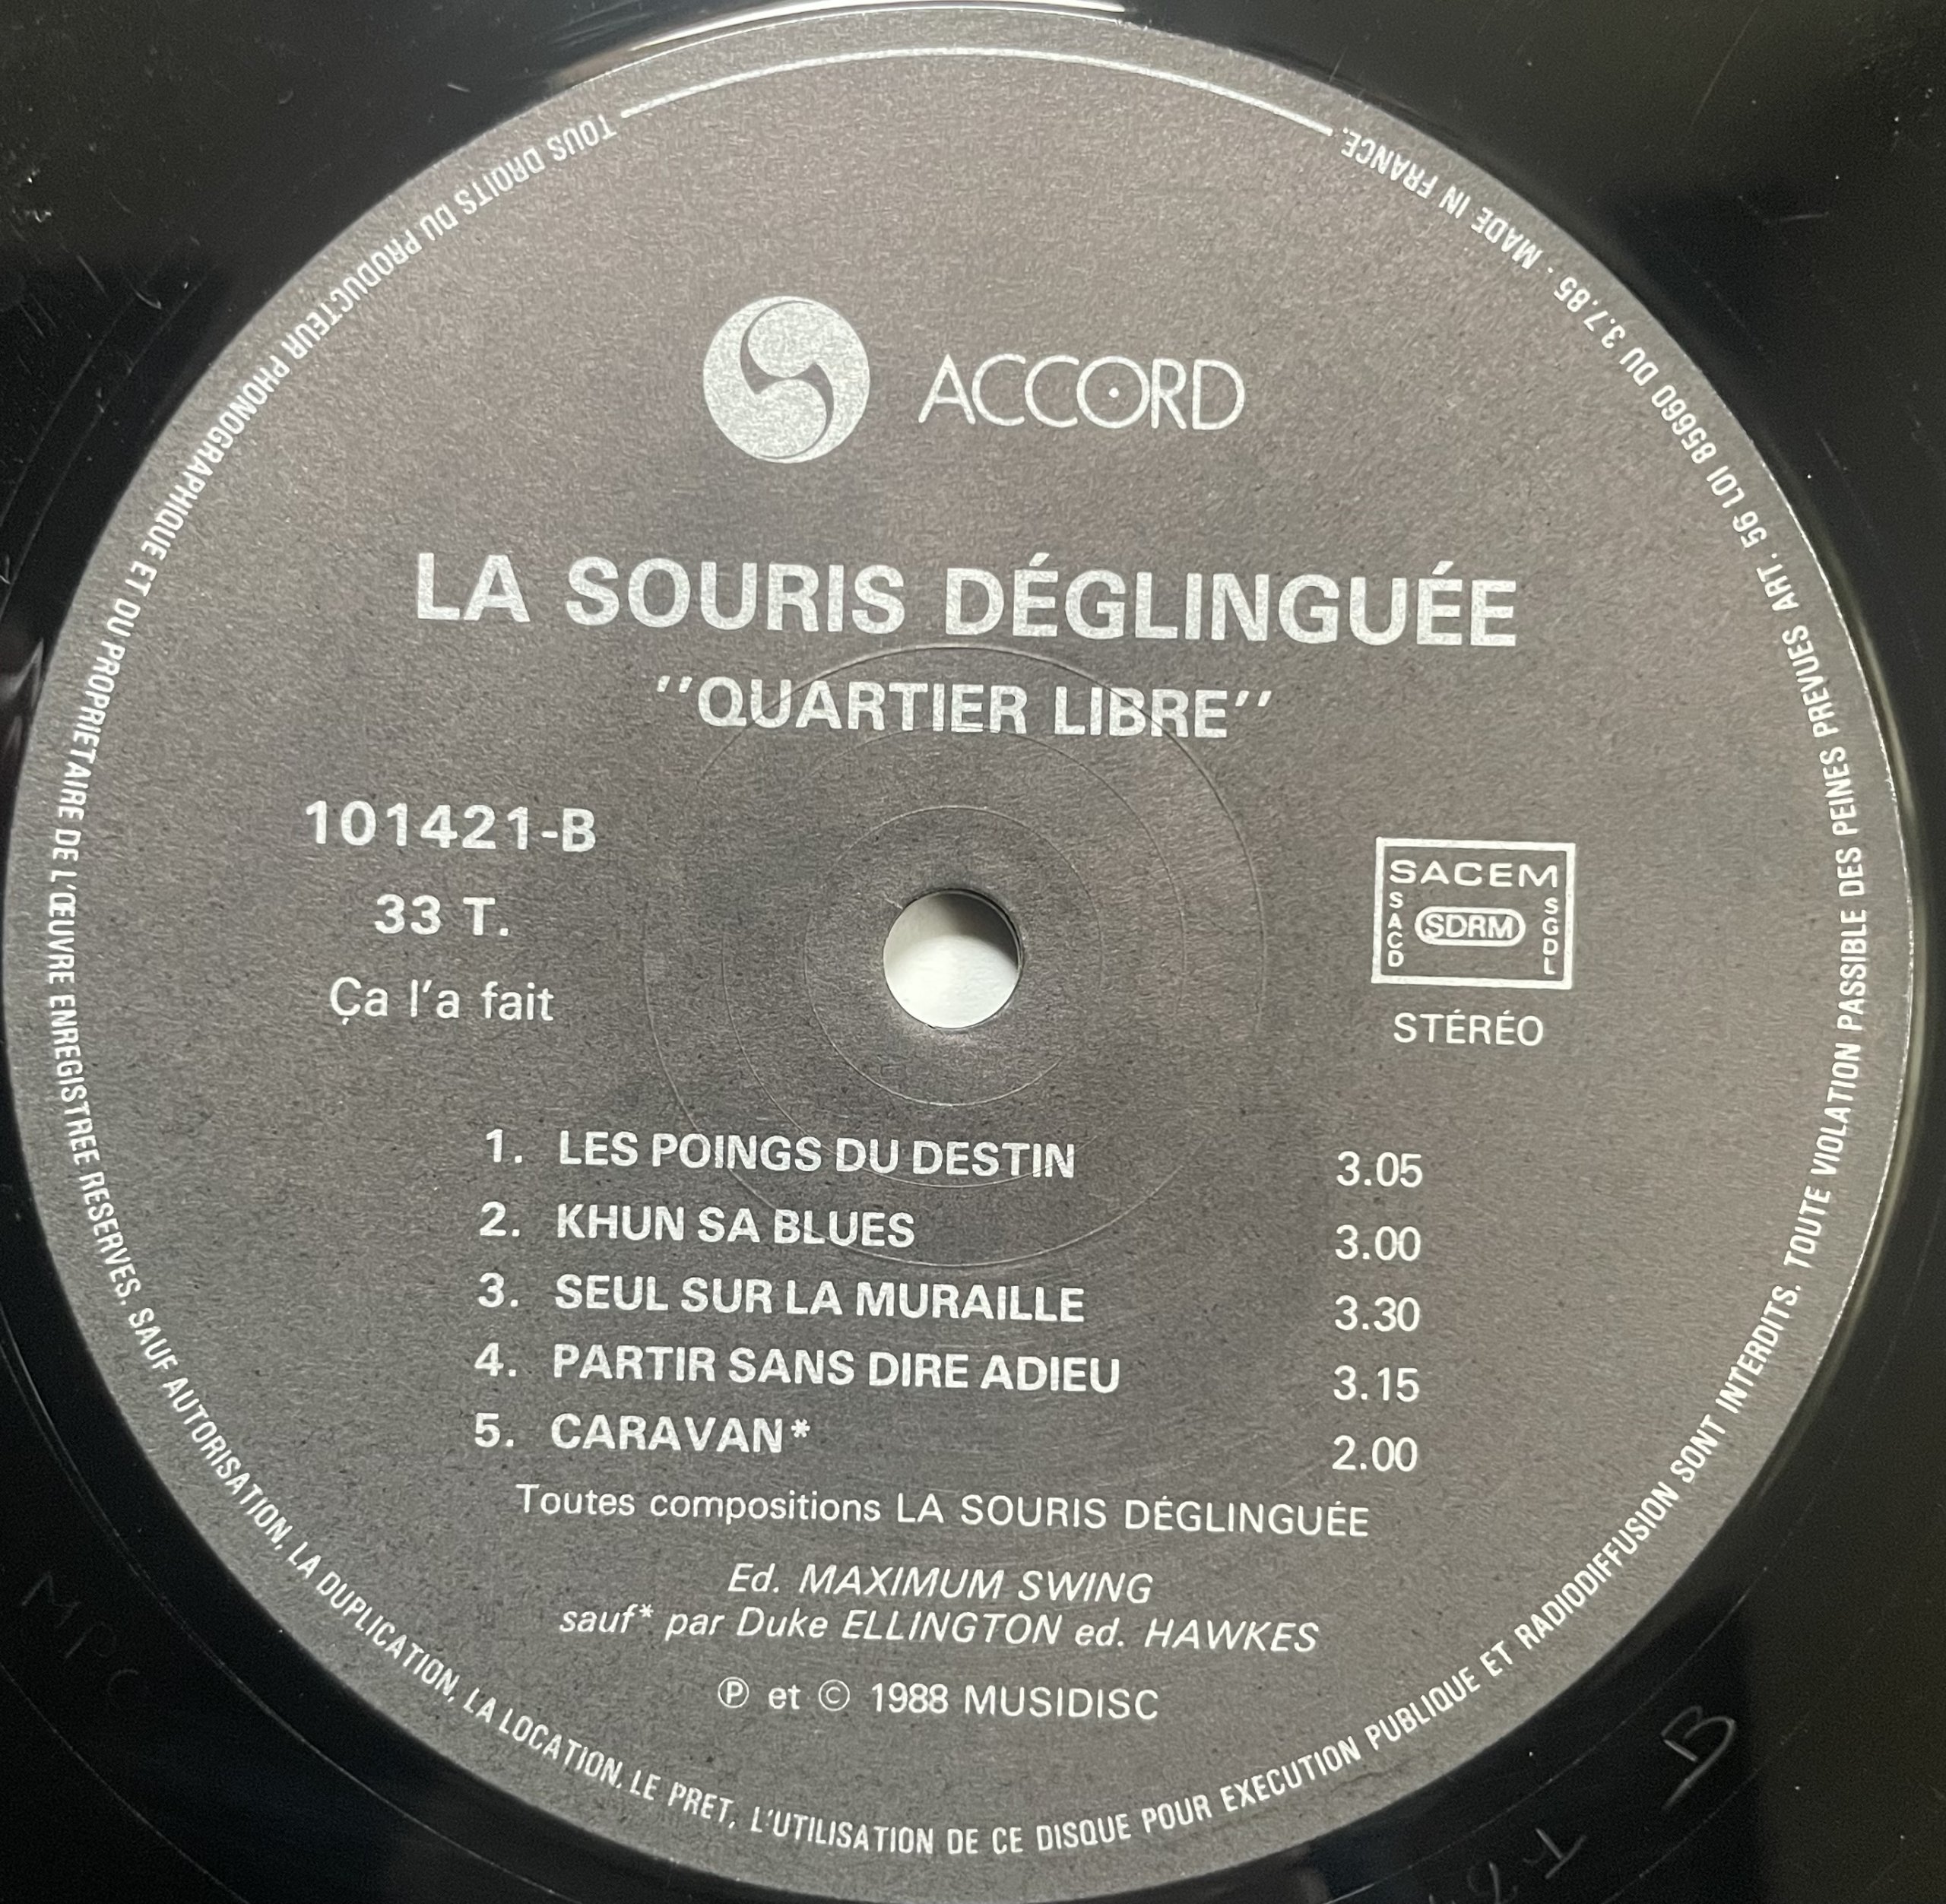 ACCORD
LA SOURIS DÉGLINGUÉE
''QUARTIER LIBRE''
101421-B
33 T.
Ça l'a fait
SACEM
SACD
SDRM
SGDL
STÉRÉO
1. LES POINGS DU DESTIN 3.05
2. KHUN SA BLUES 3.00
3. SEUL SUR LA MURAILLE 3.30
4. PARTIR SANS DIRE ADIEU 3.15
5. CARAVAN* 2.00
Toutes compositions LA SOURIS DÉGLINGUÉE
Ed. MAXIMUM SWING
sauf* par Duke ELLINGTON ed. HAWKES
Ⓟ et © 1988 MUSIDISC
TOUS DROITS DU PRODUCTEUR PHONOGRAPHIQUE ET DU PROPRIETAIRE DE L'ŒUVRE ENREGISTREE RESERVES. SAUF AUTORISATION, LA DUPLICATION, LA LOCATION, LE PRET, L'UTILISATION DE CE DISQUE POUR EXECUTION PUBLIQUE ET RADIODIFFUSION SONT INTERDITS. TOUTE VIOLATION PASSIBLE DES PEINES PREVUES ART. 56 LOI 85660 DU 3.7.85 . MADE IN FRANCE.
MPC
21 B